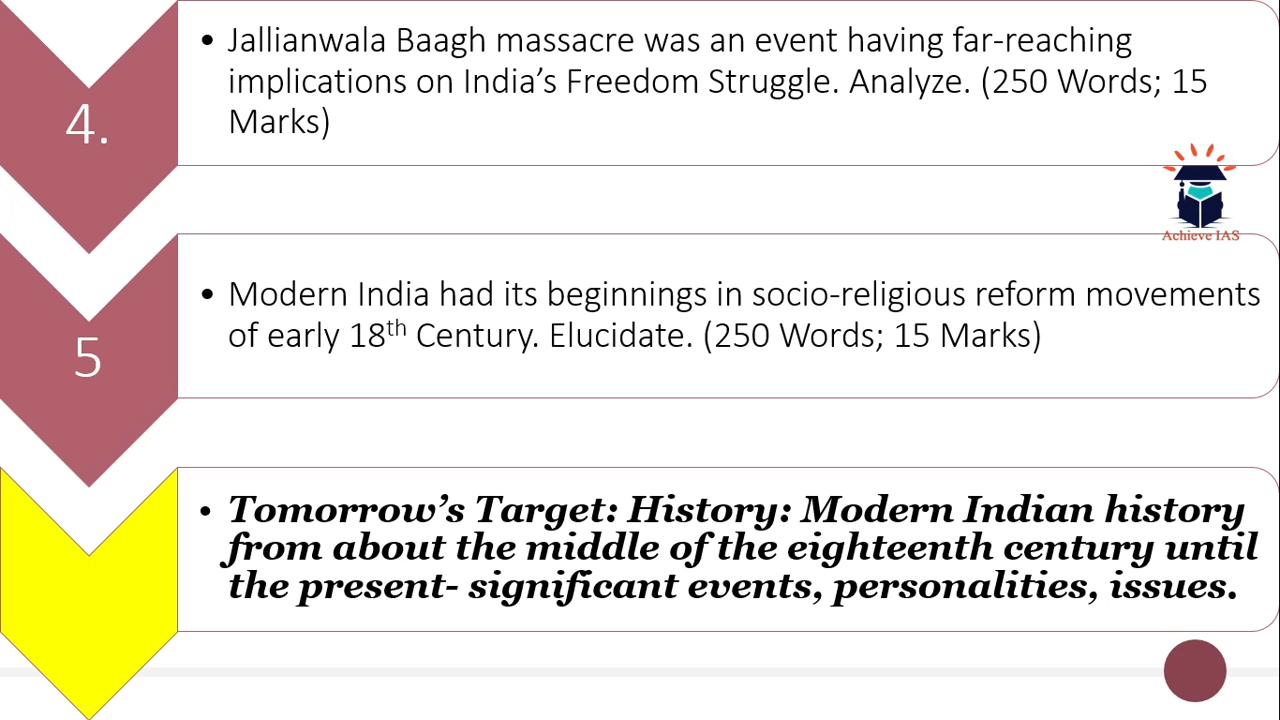 4.
• Jallianwala Baagh massacre was an event having far-reaching
implications on India’s Freedom Struggle. Analyze. (250 Words; 15
Marks)
Achieve IAS
5
• Modern India had its beginnings in socio-religious reform movements
of early 18th Century. Elucidate. (250 Words; 15 Marks)
• Tomorrow’s Target: History: Modern Indian history
from about the middle of the eighteenth century until
the present- significant events, personalities, issues.